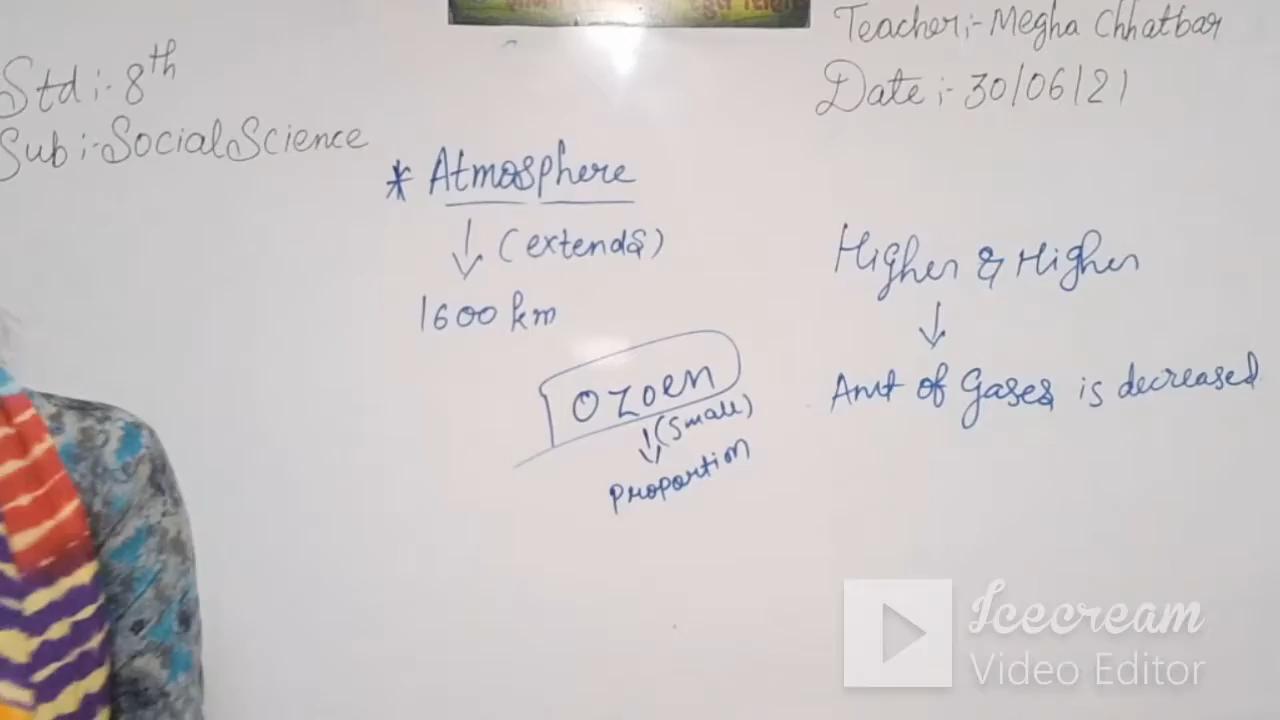 Teacher:- Megha Chhatbar
Date:- 30/06/21
Std:- 8th
Sub:- Social Science
* Atmosphere
(extends)
1600 km
Ozoen
(small)
proportion
Higher & Higher
Amt of Gases is decreased
Icecream
Video Editor